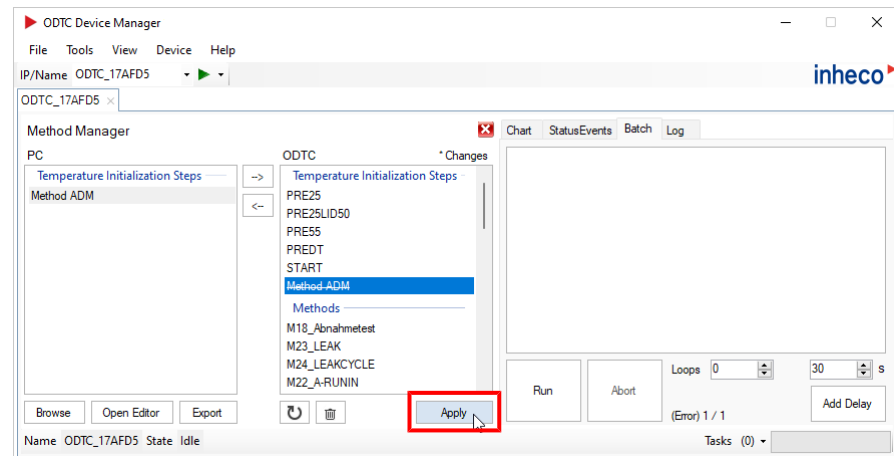 ODTC Device Manager
File Tools View Device Help
IP/Name ODTC_17AFD5
inheco
ODTC_17AFD5
Method Manager
PC
Temperature Initialization Steps
Method ADM
-->
<--
ODTC * Changes
Temperature Initialization Steps
PRE25
PRE25LID50
PRE55
PREDT
START
Method ADM
Methods
M18_Abnahmetest
M23_LEAK
M24_LEAKCYCLE
M22_A-RUNIN
Browse Open Editor Export
Apply
Chart StatusEvents Batch Log
Run Abort
Loops 0
30 s
(Error) 1 / 1
Add Delay
Name ODTC_17AFD5 State Idle
Tasks (0)